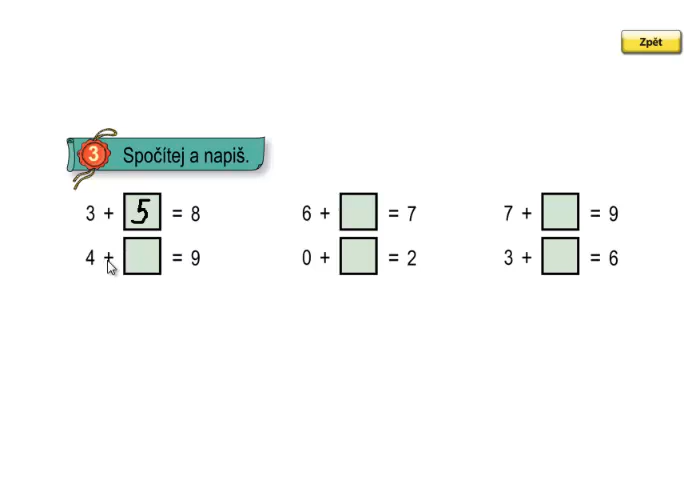 Zpět
3 Spočítej a napiš.
3 + 5 = 8 6 + = 7 7 + = 9
4 + = 9 0 + = 2 3 + = 6